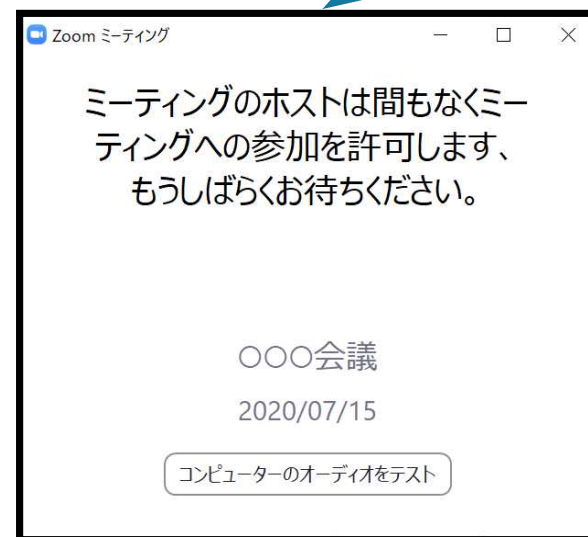 Zoom ミーティング
ミーティングのホストは間もなくミー
ティングへの参加を許可します、
もうしばらくお待ちください。
○○○会議
2020/07/15
コンピューターのオーディオをテスト